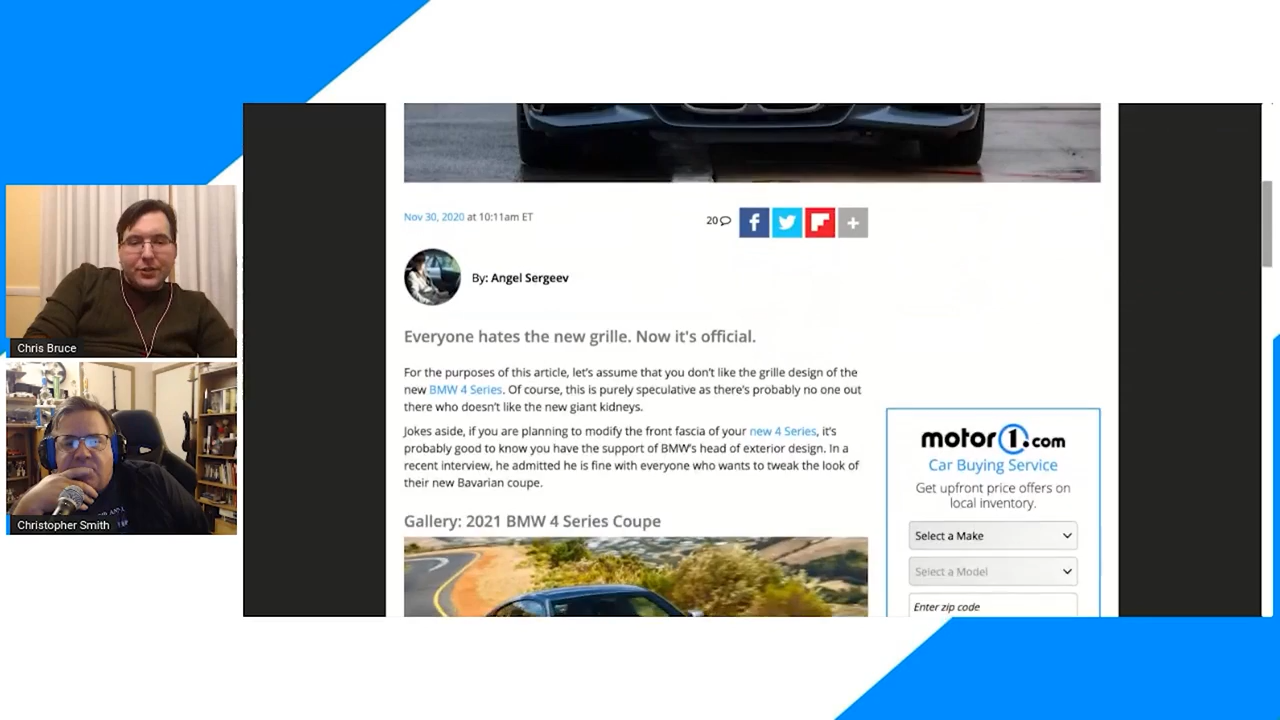 Nov 30, 2020 at 10:11am ET
20
By: Angel Sergeev
Everyone hates the new grille. Now it's official.
For the purposes of this article, let's assume that you don't like the grille design of the
new BMW 4 Series. Of course, this is purely speculative as there's probably no one out
there who doesn't like the new giant kidneys.
Jokes aside, if you are planning to modify the front fascia of your new 4 Series, it's
probably good to know you have the support of BMW's head of exterior design. In a
recent interview, he admitted he is fine with everyone who wants to tweak the look of
their new Bavarian coupe.
Gallery: 2021 BMW 4 Series Coupe
motor1.com
Car Buying Service
Get upfront price offers on
local inventory.
Select a Make
Select a Model
Enter zip code
Chris Bruce
Christopher Smith